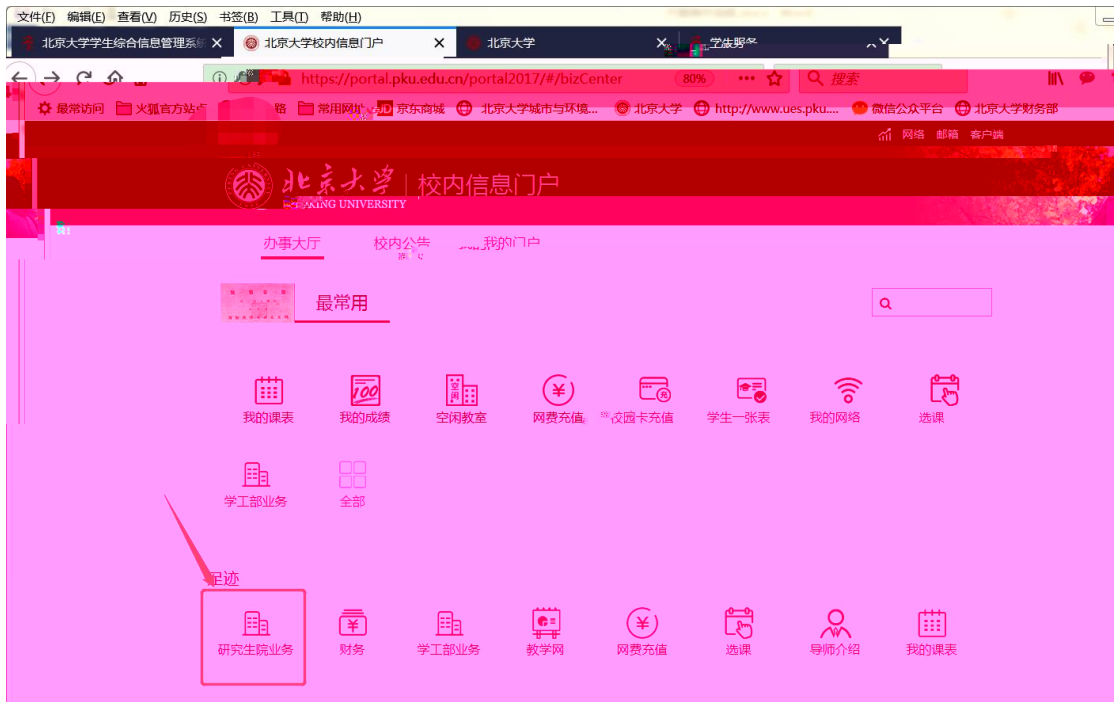 文件(F) 编辑(E) 查看(V) 历史(S) 书签(B) 工具(T) 帮助(H)
北京大学学生综合信息管理系统 北京大学校内信息门户 北京大学
https://portal.pku.edu.cn/portal2017/#/bizCenter 80% 搜索
最常访问 火狐官方站点 常用网址 JD 京东商城 北京大学城市与环境... 北京大学 http://www.ues.pku.... 微信公众平台 北京大学财务部
网络 邮箱 客户端
北京大学 校内信息门户
PEKING UNIVERSITY
办事大厅 校内公告 我的门户
最常用
100 空闲
我的课表 我的成绩 空闲教室 网费充值 校园卡充值 学生一张表 我的网络 选课
学工部业务 全部
足迹
研究生院业务 财务 学工部业务 教学网 网费充值 选课 导师介绍 我的课表